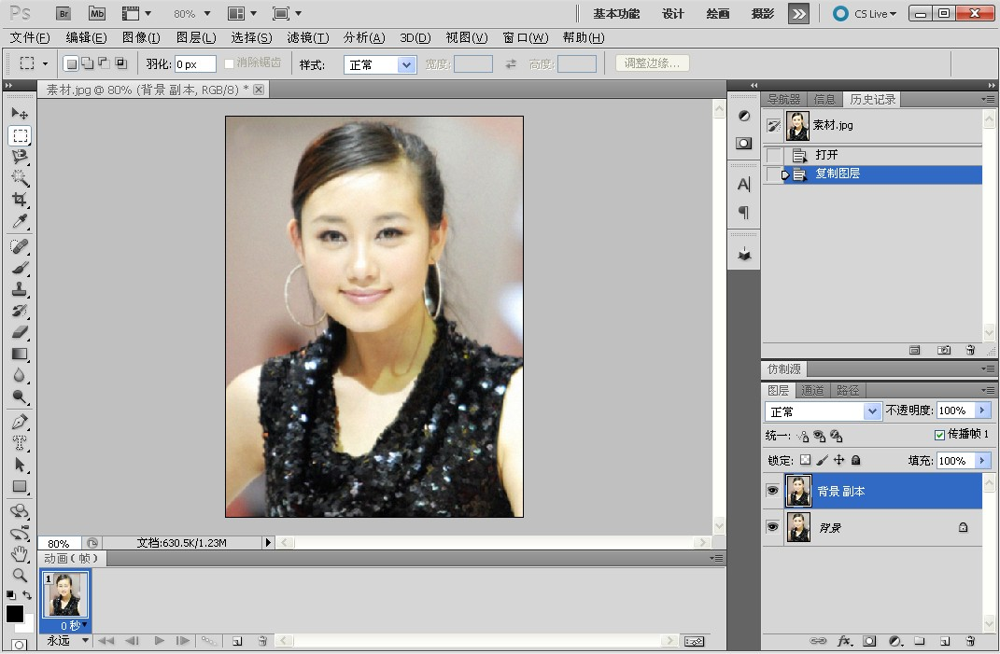 Ps Br Mb 80% 基本功能 设计 绘画 摄影 CS Live
文件(F) 编辑(E) 图像(I) 图层(L) 选择(S) 滤镜(T) 分析(A) 3D(D) 视图(V) 窗口(W) 帮助(H)
羽化: 0 px 消除锯齿 样式: 正常 宽度: 高度: 调整边缘...
素材.jpg @ 80% (背景 副本, RGB/8) *
导航器 信息 历史记录
素材.jpg
打开
复制图层
仿制源
图层 通道 路径
正常 不透明度: 100%
统一: 传播帧 1
锁定: 填充: 100%
背景 副本
背景
80% 文档:630.5K/1.23M
动画(帧)
1
0 秒
永远